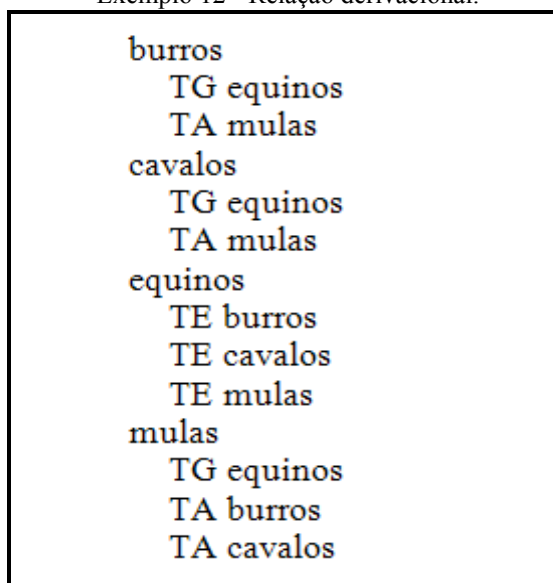 Exemplo 12 - Relação derivacional.
burros
TG equinos
TA mulas
cavalos
TG equinos
TA mulas
equinos
TE burros
TE cavalos
TE mulas
mulas
TG equinos
TA burros
TA cavalos